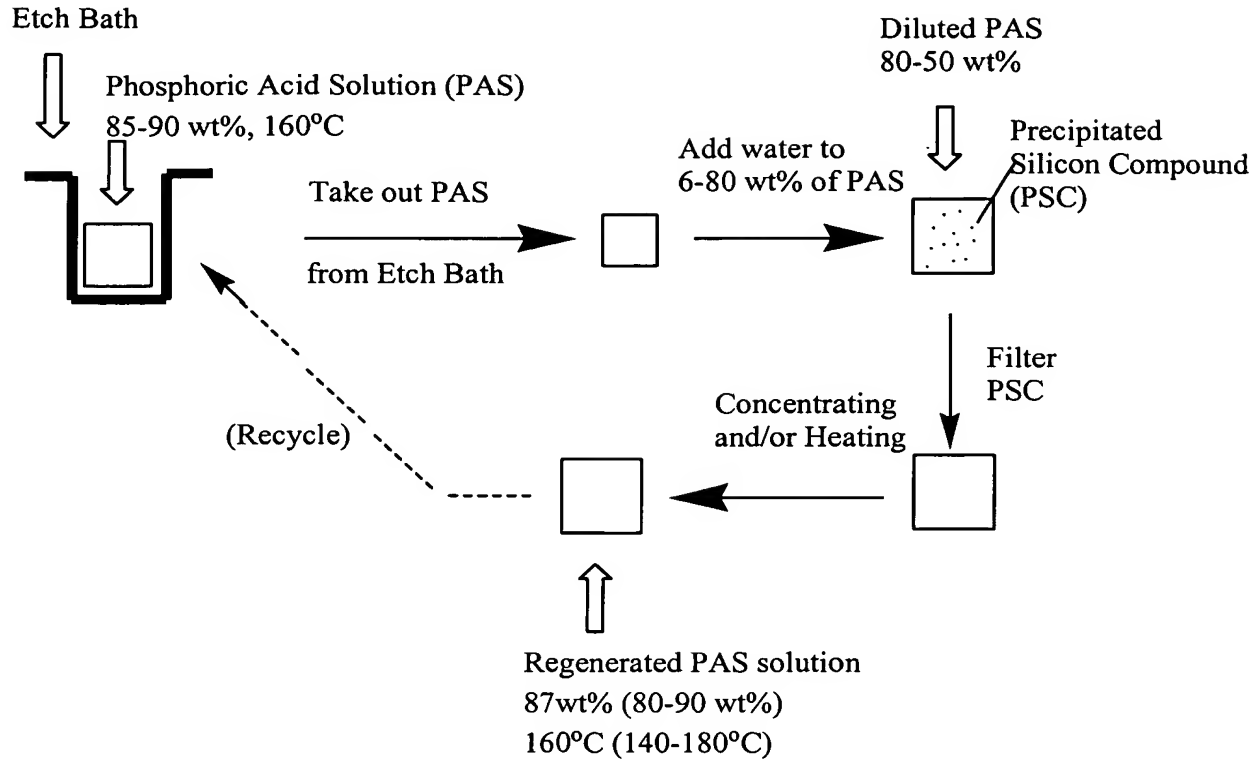 Etch Bath
Phosphoric Acid Solution (PAS)
85-90 wt%, 160°C
Take out PAS
from Etch Bath
Add water to
6-80 wt% of PAS
Diluted PAS
80-50 wt%
Precipitated
Silicon Compound
(PSC)
Filter
PSC
Concentrating
and/or Heating
(Recycle)
Regenerated PAS solution
87wt% (80-90 wt%)
160°C (140-180°C)